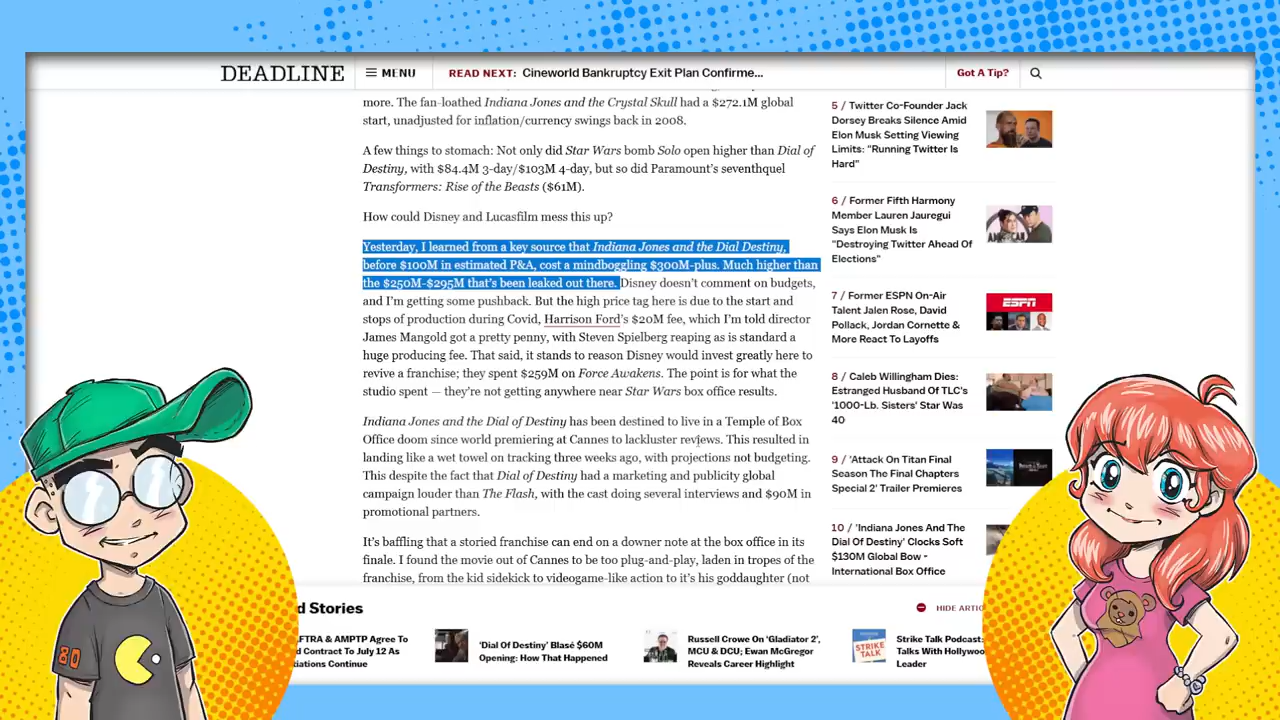 DEADLINE
MENU
READ NEXT: Cineworld Bankruptcy Exit Plan Confirme...
Got A Tip?
more. The fan-loathed Indiana Jones and the Crystal Skull had a $272.1M global
start, unadjusted for inflation/currency swings back in 2008.
A few things to stomach: Not only did Star Wars bomb Solo open higher than Dial of
Destiny, with $84.4M 3-day/$103M 4-day, but so did Paramount's seventhquel
Transformers: Rise of the Beasts ($61M).
How could Disney and Lucasfilm mess this up?
Yesterday, I learned from a key source that Indiana Jones and the Dial Destiny,
before $100M in estimated P&A, cost a mindboggling $300M-plus. Much higher than
the $250M-$295M that's been leaked out there. Disney doesn't comment on budgets,
and I'm getting some pushback. But the high price tag here is due to the start and
stops of production during Covid, Harrison Ford's $20M fee, which I'm told director
James Mangold got a pretty penny, with Steven Spielberg reaping as is standard a
huge producing fee. That said, it stands to reason Disney would invest greatly here to
revive a franchise; they spent $259M on Force Awakens. The point is for what the
studio spent — they're not getting anywhere near Star Wars box office results.
Indiana Jones and the Dial of Destiny has been destined to live in a Temple of Box
Office doom since world premiering at Cannes to lackluster reviews. This resulted in
landing like a wet towel on tracking three weeks ago, with projections not budgeting.
This despite the fact that Dial of Destiny had a marketing and publicity global
campaign louder than The Flash, with the cast doing several interviews and $90M in
promotional partners.
It's baffling that a storied franchise can end on a downer note at the box office in its
finale. I found the movie out of Cannes to be too plug-and-play, laden in tropes of the
franchise, from the kid sidekick to videogame-like action to it's his goddaughter (not
5 / Twitter Co-Founder Jack
Dorsey Breaks Silence Amid
Elon Musk Setting Viewing
Limits: "Running Twitter Is
Hard"
6 / Former Fifth Harmony
Member Lauren Jauregui
Says Elon Musk Is
"Destroying Twitter Ahead Of
Elections"
7 / Former ESPN On-Air
Talent Jalen Rose, David
Pollack, Jordan Cornette &
More React To Layoffs
ESPN
8 / Caleb Willingham Dies:
Estranged Husband Of TLC's
'1000-Lb. Sisters' Star Was
40
9 / 'Attack On Titan Final
Season The Final Chapters
Special 2' Trailer Premieres
10 / 'Indiana Jones And The
Dial Of Destiny' Clocks Soft
$130M Global Bow –
International Box Office
d Stories
HIDE ARTIC
FTRA & AMPTP Agree To
d Contract To July 12 As
tiations Continue
'Dial Of Destiny' Blasé $60M
Opening: How That Happened
Russell Crowe On 'Gladiator 2',
MCU & DCU; Ewan McGregor
Reveals Career Highlight
STRIKE
TALK
Strike Talk Podcast:
Talks With Hollywoo
Leader
80